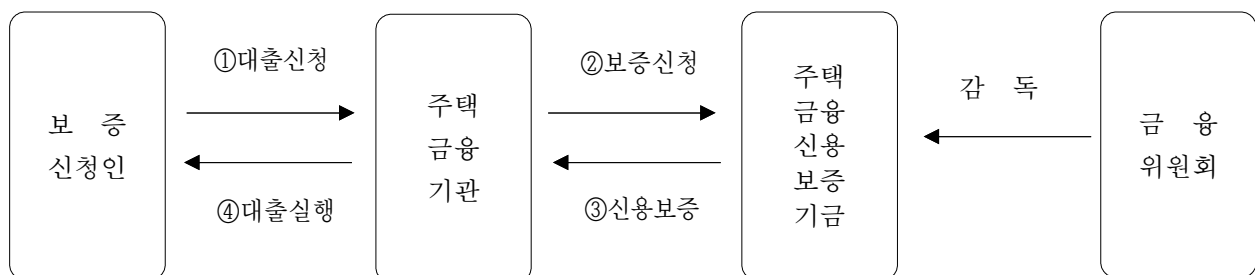 보 증
신청인
①대출신청
④대출실행
주택
금융
기관
②보증신청
③신용보증
주택
금융
신용
보증
기금
감 독
금 융
위원회